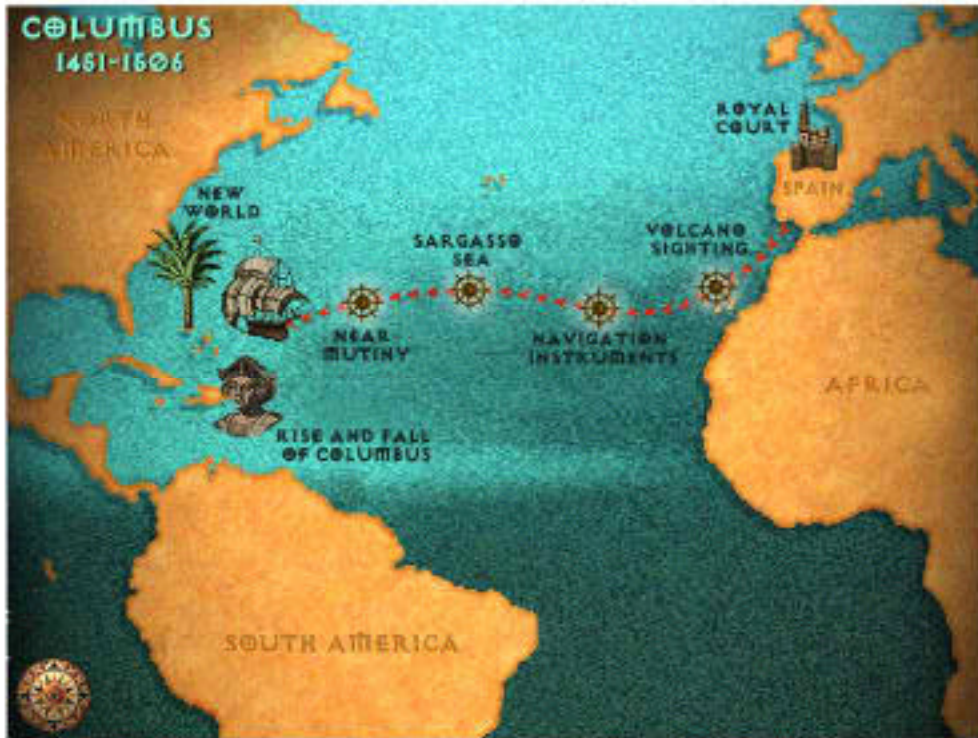 COLUMBUS
1451-1506
NORTH
AMERICA
ROYAL
COURT
SPAIN
NEW
WORLD
SARGASSO
SEA
VOLCANO
SIGHTING
NEAR
MUTINY
NAVIGATION
INSTRUMENTS
AFRICA
RISE AND FALL
OF COLUMBUS
SOUTH AMERICA